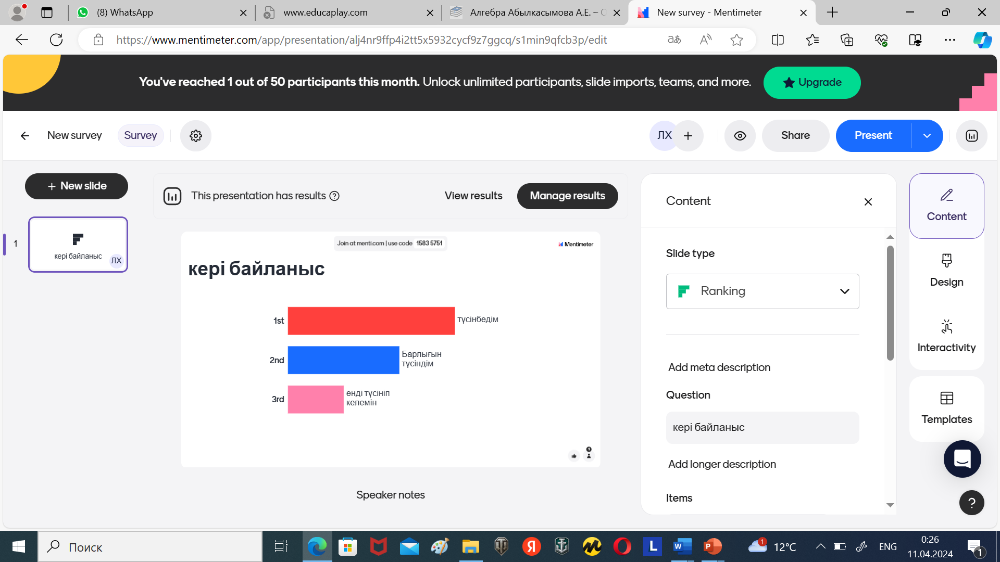 (8) WhatsApp
www.educaplay.com
Алгебра Абылкасымова А.Е. – С
New survey - Mentimeter
https://www.mentimeter.com/app/presentation/alj4nr9ffp4i2tt5x5932cycf9z7ggcq/s1min9qfcb3p/edit
You've reached 1 out of 50 participants this month. Unlock unlimited participants, slide imports, teams, and more.
Upgrade
New survey
Survey
ЛХ
Share
Present
New slide
This presentation has results
View results
Manage results
1
кері байланыс
ЛХ
Join at menti.com | use code 1583 5751
Mentimeter
кері байланыс
1st
түсінбедім
2nd
Барлығын
түсіндім
3rd
енді түсініп
келемін
1
Speaker notes
Content
Slide type
Ranking
Add meta description
Question
кері байланыс
Add longer description
Items
Content
Design
Interactivity
Templates
?
Поиск
1
12°C
ENG
0:26
11.04.2024
1